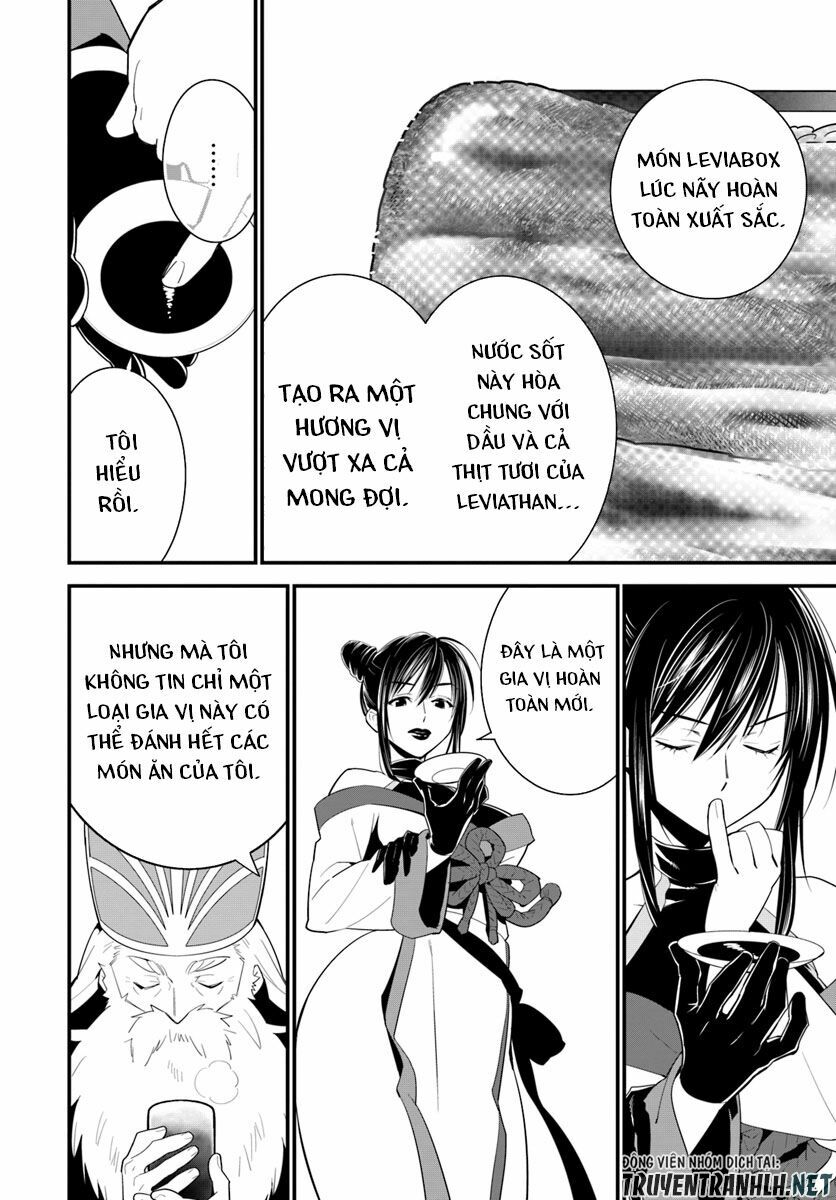 MÓN LEVIABOX
LÚC NÃY HOÀN
TOÀN XUẤT SẮC.
NƯỚC SỐT
NÀY HÒA
CHUNG VỚI
DẦU VÀ CẢ
THỊT TƯƠI CỦA
LEVIATHAN...
TẠO RA MỘT
HƯƠNG VỊ
VƯỢT XA CẢ
MONG ĐỢI.
......
TÔI
HIỂU
RỒI.
ĐÂY LÀ MỘT
GIA VỊ HOÀN
TOÀN MỚI.
NHƯNG MÀ TÔI
KHÔNG TIN CHỈ MỘT
LOẠI GIA VỊ NÀY CÓ
THỂ ĐÁNH HẾT CÁC
MÓN ĂN CỦA TÔI.
ĐỘNG VIÊN NHÓM DỊCH TẠI:
TRUYENTRANHLH.NET